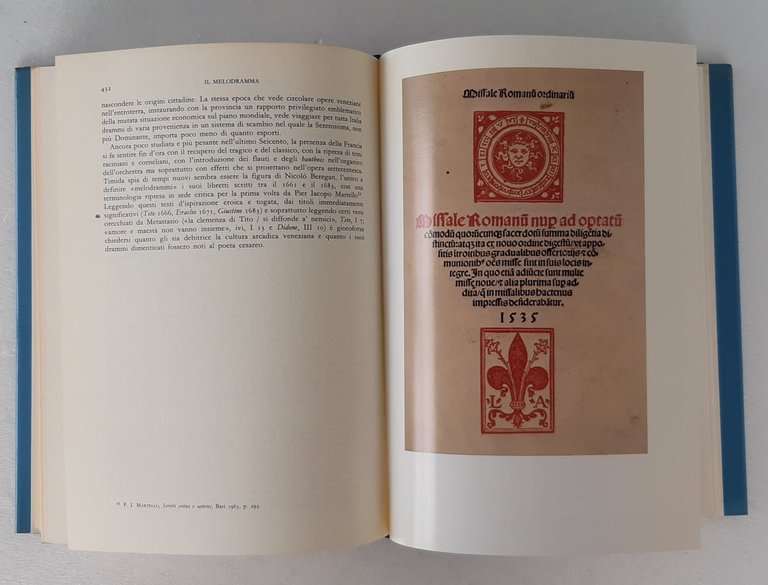 452
IL MELODRAMMA
nascondere le origini cittadine. La stessa epoca che vede circolare opere veneziane
nell'entroterra, instaurando con la provincia un rapporto privilegiato emblematico
della mutata situazione economica sul piano mondiale, vede viaggiare per tutta Italia
drammi di varia provenienza in un sistema di scambio nel quale la Serenissima, non
più Dominante, importa poco meno di quanto esporti.
Ancora poco studiata e più pesante nell'ultimo Seicento, la presenza della Francia
si fa sentire fin d'ora con il recupero del tragico e del classico, con la ripresa di temi
raciniani e corneliani, con l'introduzione dei flauti e degli hautbois nell'organico
dell'orchestra ma soprattutto con effetti che si proiettano nell'opera settecentesca.
Timida spia di tempi nuovi sembra essere la figura di Nicolò Beregan, l'unico a
definire «melodrammi» i suoi libretti scritti tra il 1661 e il 1683, con una
terminologia ripresa in sede critica per la prima volta da Pier Iacopo Martello
Leggendo questi testi d'ispirazione eroica e togata, dai titoli immediatamente
significativi (Tito 1666, Eraclio 1671, Giustino 1683) e soprattutto leggendo certi versi
orecchiati da Metastasio («la clemenza di Tito / si diffonde a' nemici», Tito, I 7,
«amore e maestà non vanno insieme», ivi, I 15 e Didone, III 10) è giocoforza
chiedersi quanto gli sia debitrice la cultura arcadica veneziana e quanto i suoi
dimenticati fossero noti al poeta cesareo.
P. I. MARTELLO, Scritti critici e satirici, Bari 1963, p. 293.
Missale Romanū ordinariū
Missale Romanū nup ad optatū
cōmodū quorūcunqȝ sacerdotū summa diligētia di-
stinctū: atqȝ ita ex nouo ordine digestū/ vt appo-
sitis itroitibus gradualibus offertorijs & cō-
munionibꝰ oēs misse sint in suis locis in-
tegre. In quo etiā adiūcte sunt multe
misse noue/& alia plurima sup ad-
dita/q̄ in missalibus hactenus
impressis desiderabātur.
1535
L A